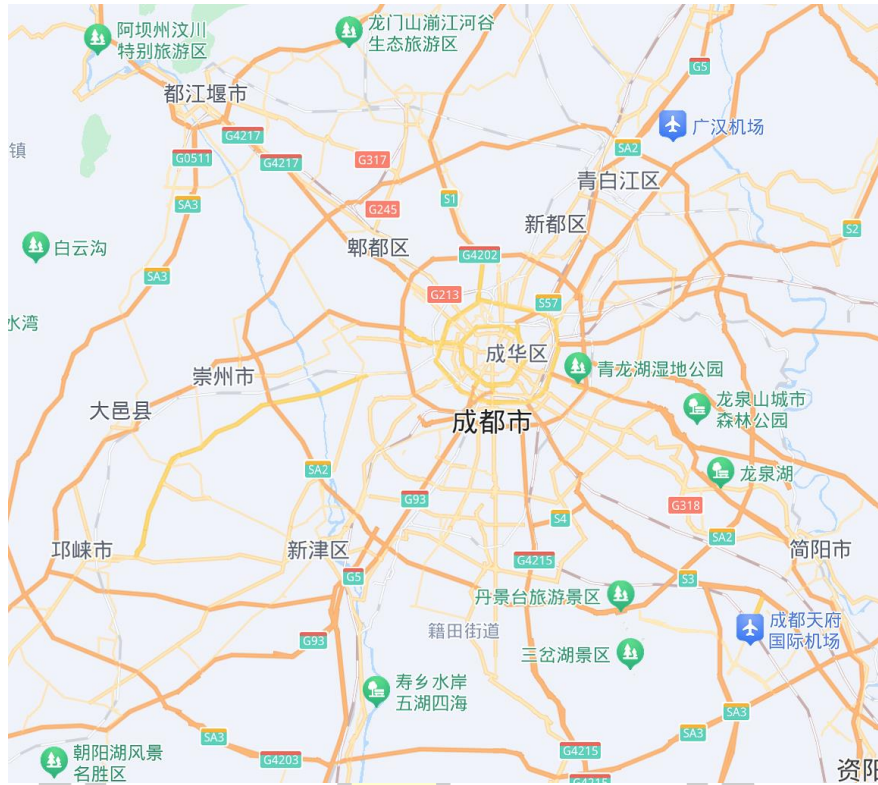 阿坝州汶川
特别旅游区
龙门山湔江河谷
生态旅游区
G5
都江堰市
广汉机场
G4217
SA2
镇
G0511
G4217
G317
青白江区
SA3
S1
G245
新都区
S2
白云沟
郫都区
G4202
SA3
G213
S57
水湾
成华区
青龙湖湿地公园
崇州市
大邑县
龙泉山城市
森林公园
成都市
SA2
龙泉湖
G93
G318
S4
SA2
邛崃市
新津区
G4215
简阳市
G5
S3
丹景台旅游景区
籍田街道
成都天府
国际机场
G93
三岔湖景区
寿乡水岸
五湖四海
SA3
SA3
SA3
朝阳湖风景
名胜区
G4203
G4215
G4215
资阳